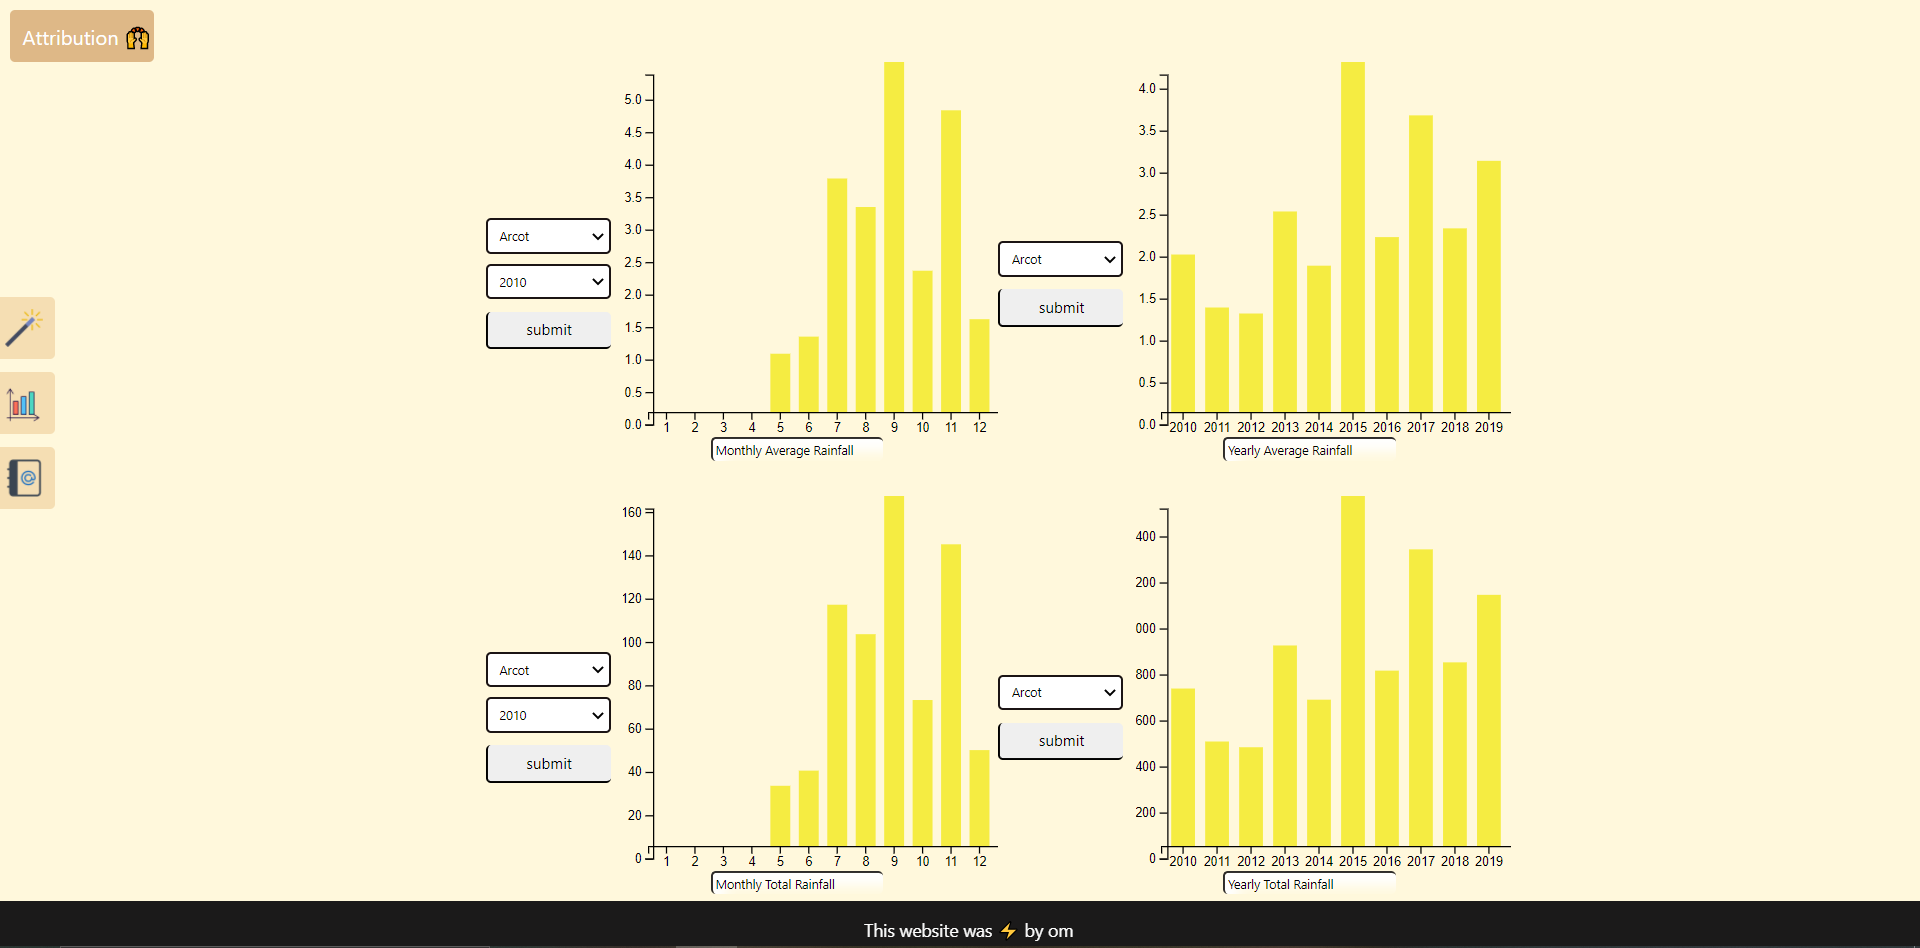 Attribution
5.0
4.5
4.0
3.5
3.0
2.5
2.0
1.5
1.0
0.5
0.0
1 2 3 4 5 6 7 8 9 10 11 12
Monthly Average Rainfall
Arcot
2010
submit
4.0
3.5
3.0
2.5
2.0
1.5
1.0
0.5
0.0
2010 2011 2012 2013 2014 2015 2016 2017 2018 2019
Yearly Average Rainfall
Arcot
submit
160
140
120
100
80
60
40
20
0
1 2 3 4 5 6 7 8 9 10 11 12
Monthly Total Rainfall
Arcot
2010
submit
400
200
000
800
600
400
200
0
2010 2011 2012 2013 2014 2015 2016 2017 2018 2019
Yearly Total Rainfall
Arcot
submit
This website was ⚡ by om